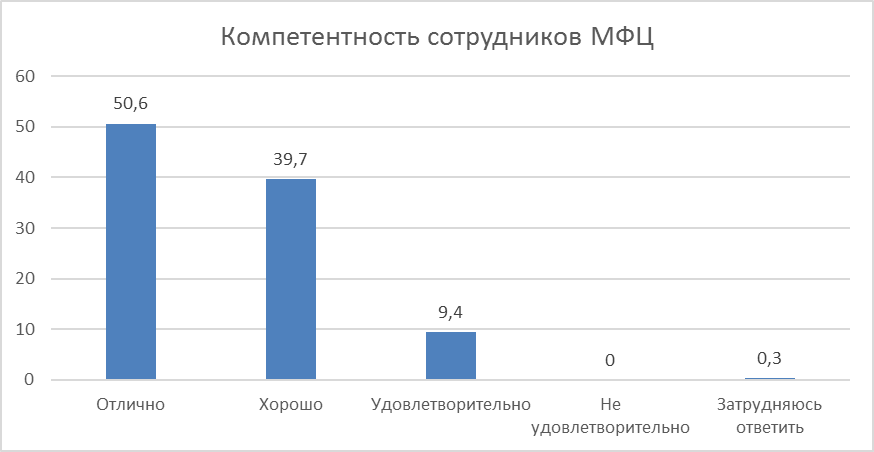 Компетентность сотрудников МФЦ
60
50
40
30
20
10
0
50,6
39,7
9,4
0
0,3
Отлично
Хорошо
Удовлетворительно
Не
удовлетворительно
Затрудняюсь
ответить